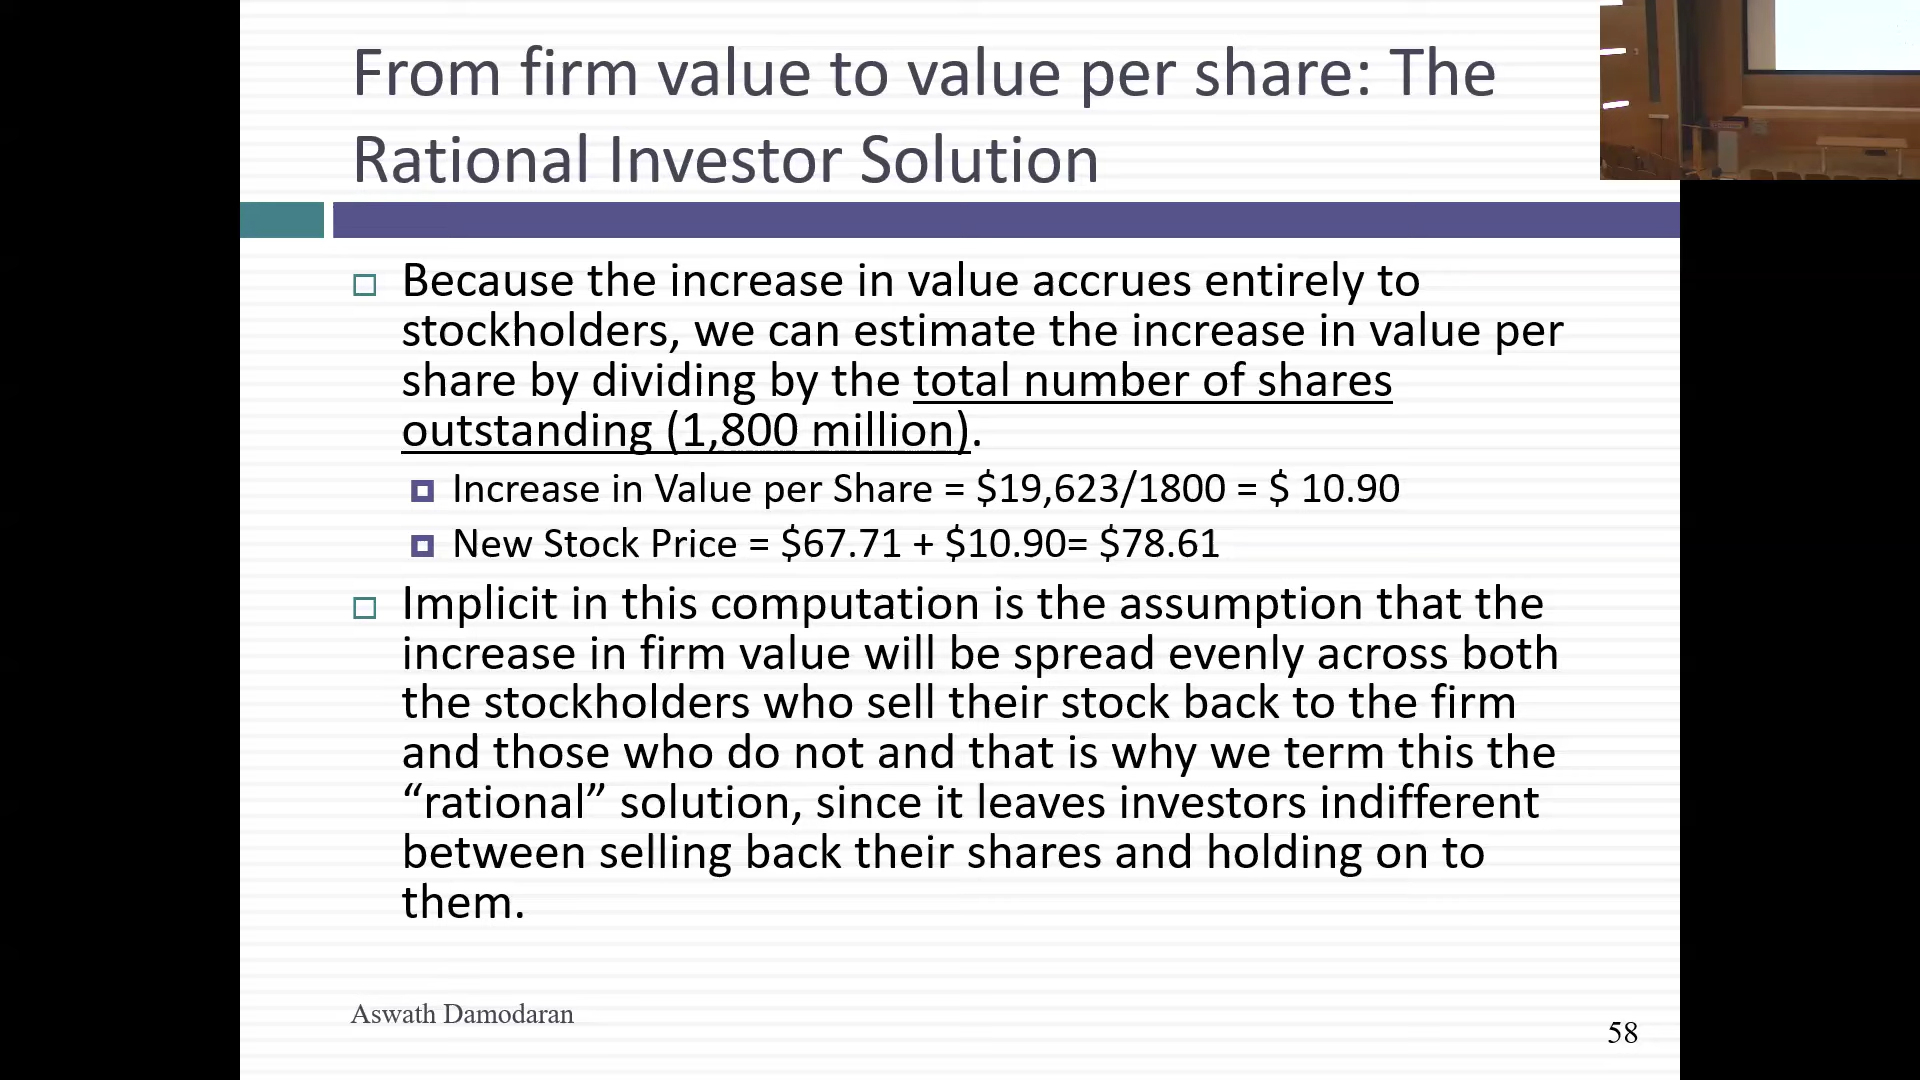 From firm value to value per share: The
Rational Investor Solution
Because the increase in value accrues entirely to
stockholders, we can estimate the increase in value per
share by dividing by the total number of shares
outstanding (1,800 million).
Increase in Value per Share = $19,623/1800 = $ 10.90
New Stock Price = $67.71 + $10.90= $78.61
Implicit in this computation is the assumption that the
increase in firm value will be spread evenly across both
the stockholders who sell their stock back to the firm
and those who do not and that is why we term this the
“rational” solution, since it leaves investors indifferent
between selling back their shares and holding on to
them.
Aswath Damodaran
58